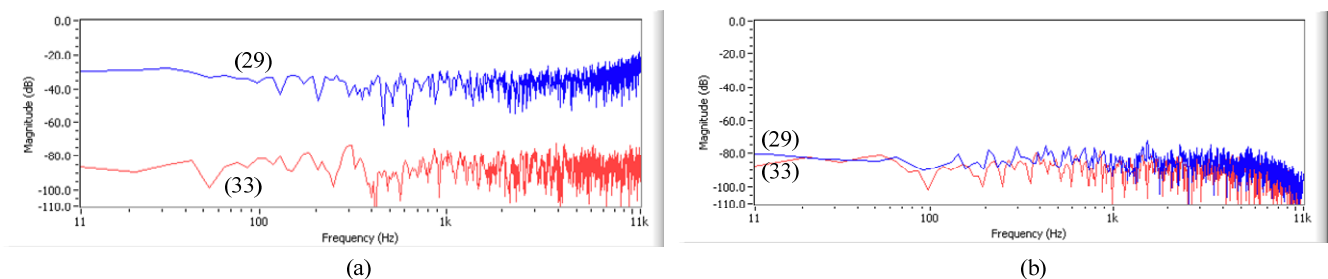 0.0
-20.0
-40.0
-60.0
-80.0
-100.0
-110.0
Magnitude (dB)
(29)
(33)
11
100
1k
11k
Frequency (Hz)
(a)
0.0
-20.0
-40.0
-60.0
-80.0
-100.0
-110.0
Magnitude (dB)
(29)
(33)
11
100
1k
11k
Frequency (Hz)
(b)